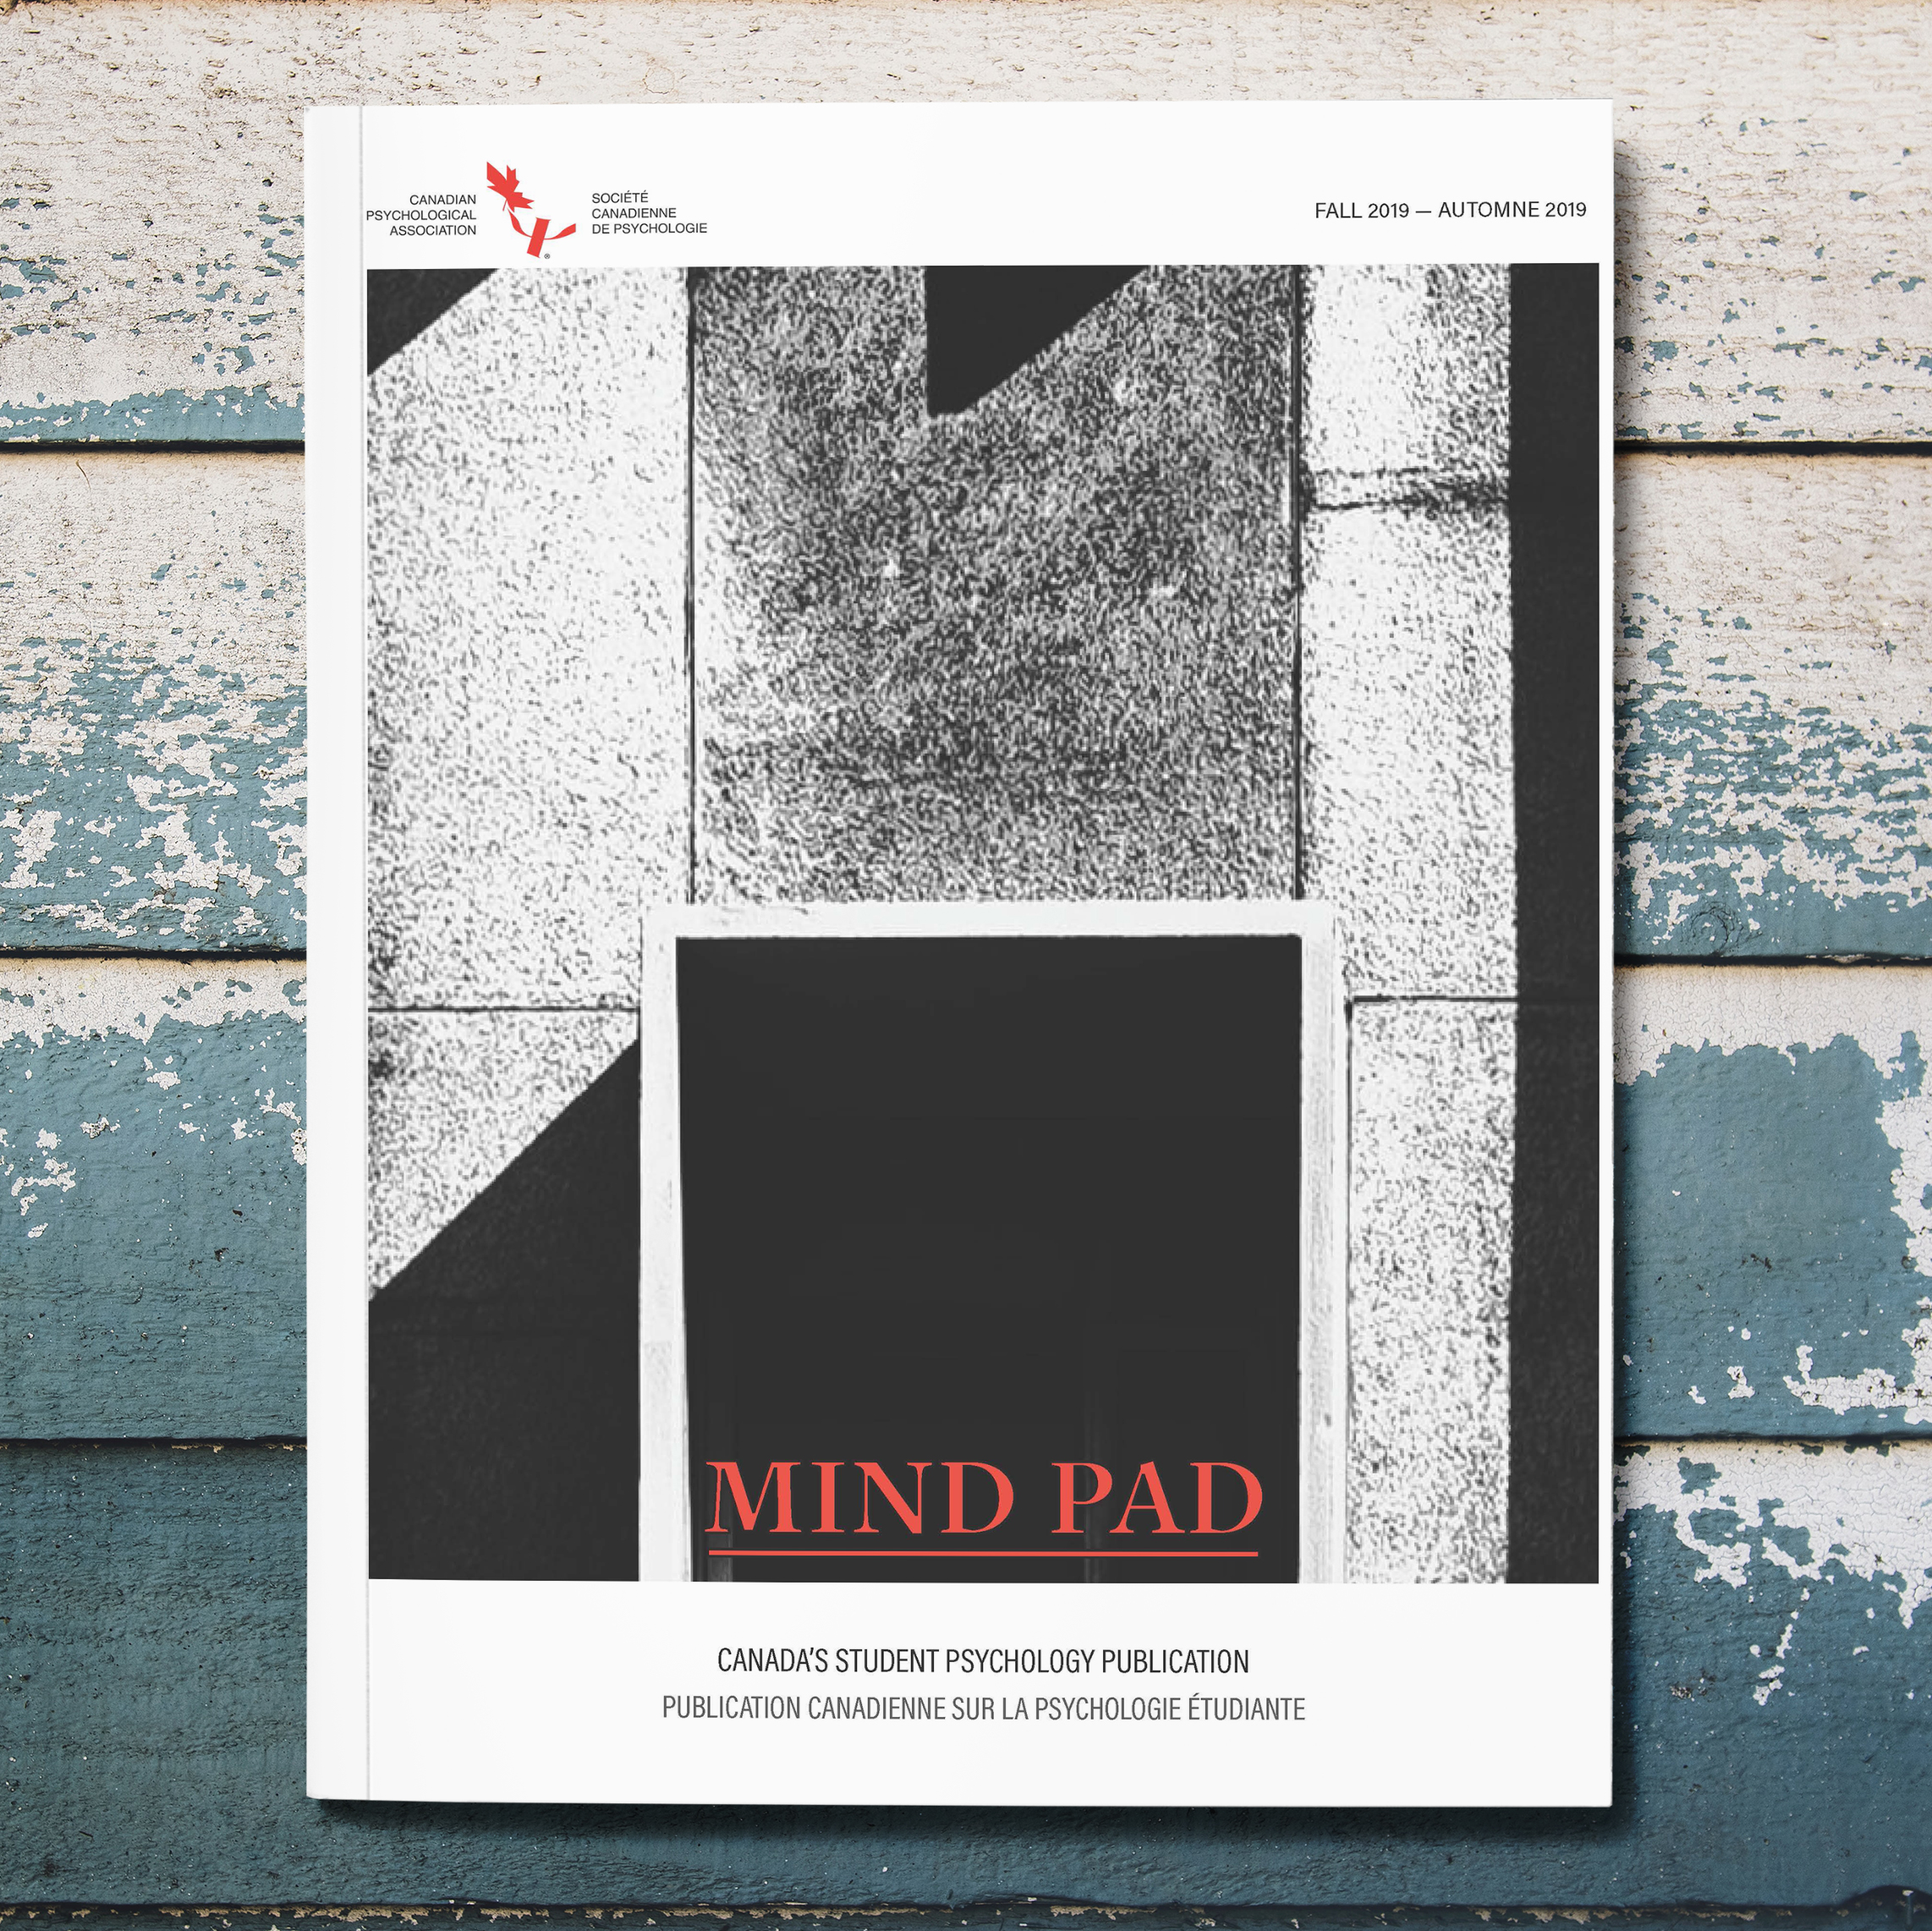 CANADIAN
PSYCHOLOGICAL
ASSOCIATION
SOCIÉTÉ
CANADIENNE
DE PSYCHOLOGIE
®
FALL 2019 — AUTOMNE 2019
MIND PAD
CANADA'S STUDENT PSYCHOLOGY PUBLICATION
PUBLICATION CANADIENNE SUR LA PSYCHOLOGIE ÉTUDIANTE